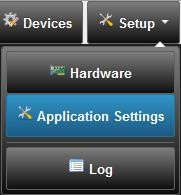 Devices Setup
Hardware
Application Settings
Log